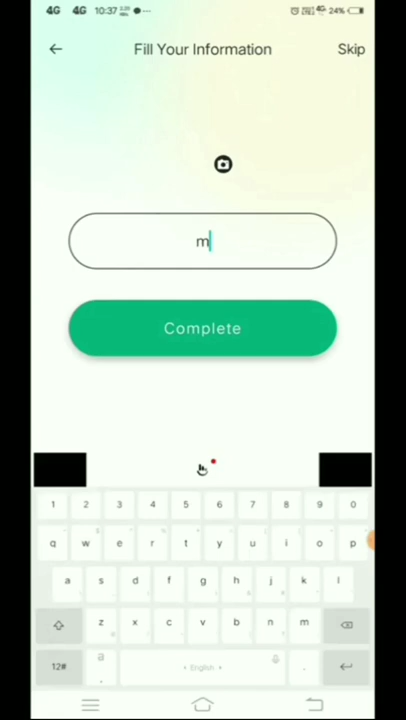 4G 4G 10:37 24%
Fill Your Information Skip
m
Complete
1 2 3 4 5 6 7 8 9 0
q w e r t y u i o p
a s d f g h j k l
z x c v b n m
12# a English .